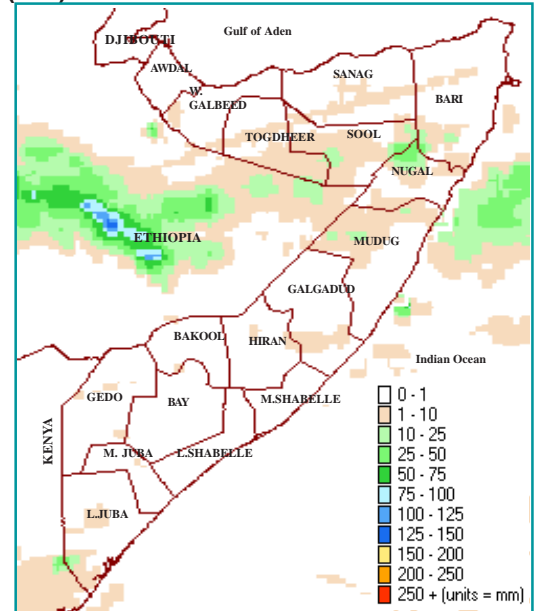 Gulf of Aden
DJIBOUTI
AWDAL
SANAG
W.
GALBEED
BARI
TOGDHEER
SOOL
NUGAL
ETHIOPIA
MUDUG
GALGADUD
BAKOOL
HIRAN
Indian Ocean
GEDO
BAY
M.SHABELLE
KENYA
M. JUBA
L.SHABELLE
L.JUBA
0 - 1
1 - 10
10 - 25
25 - 50
50 - 75
75 - 100
100 - 125
125 - 150
150 - 200
200 - 250
250 + (units = mm)